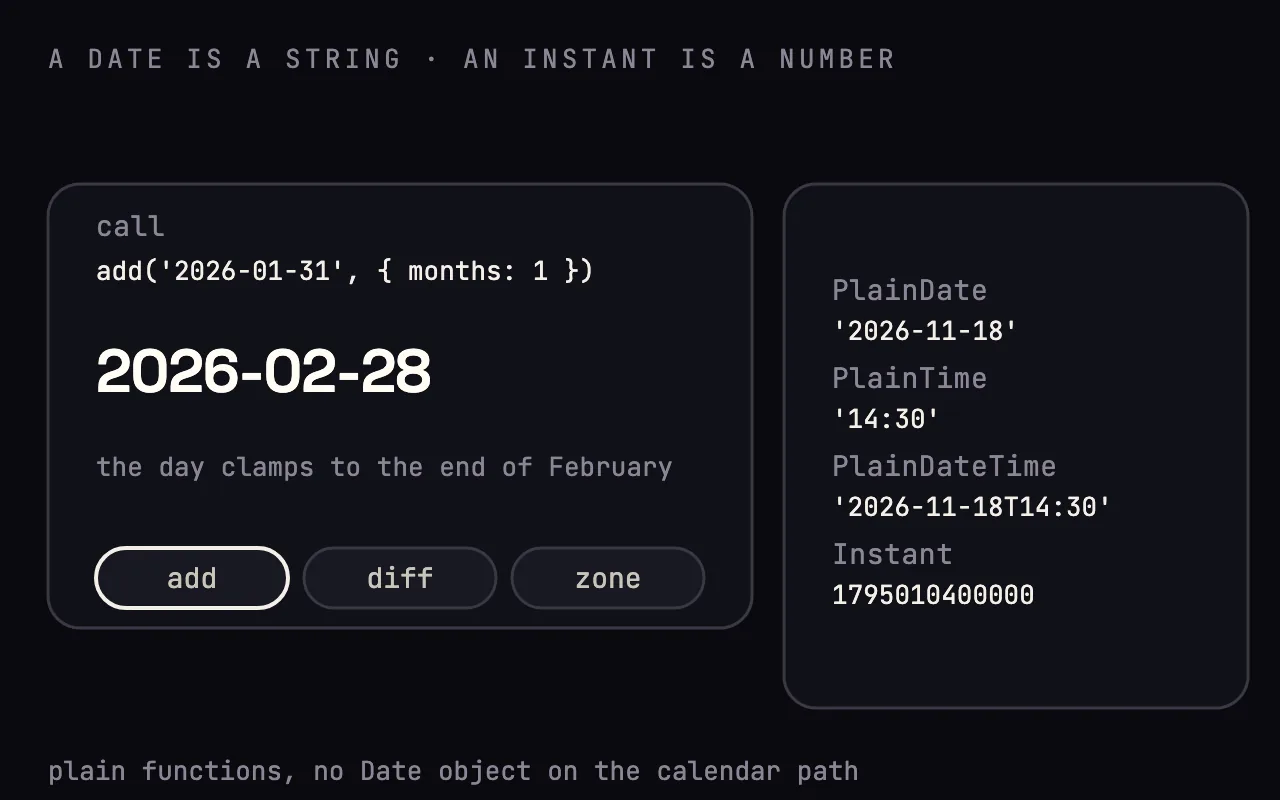 A DATE IS A STRING · AN INSTANT IS A NUMBER
call
add('2026-01-31', { months: 1 })
2026-02-28
the day clamps to the end of February
add
diff
zone
PlainDate
'2026-11-18'
PlainTime
'14:30'
PlainDateTime
'2026-11-18T14:30'
Instant
1795010400000
plain functions, no Date object on the calendar path